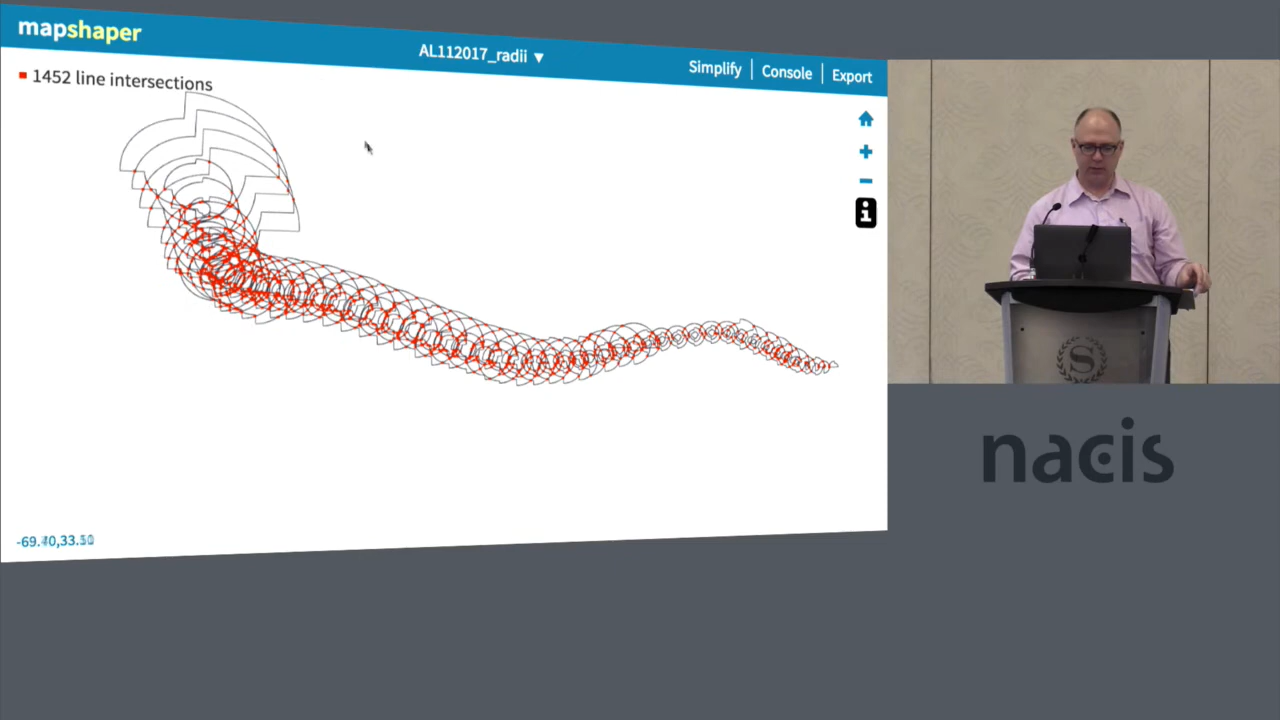 mapshaper
AL112017_radii ▼
Simplify | Console | Export
1452 line intersections
S
nacis